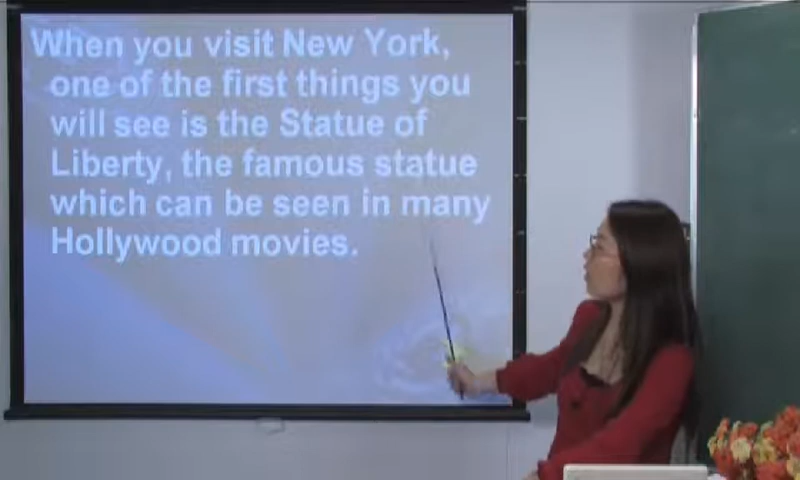 When you visit New York,
one of the first things you
will see is the Statue of
Liberty, the famous statue
which can be seen in many
Hollywood movies.